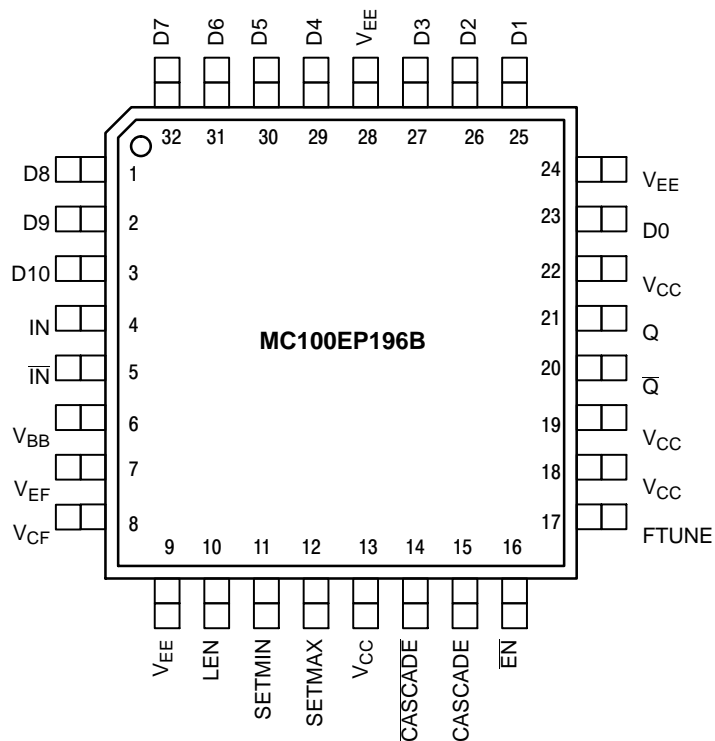 D7 D6 D5 D4 VEE D3 D2 D1
32 31 30 29 28 27 26 25
D8 1 24 VEE
D9 2 23 D0
D10 3 22 VCC
IN 4 21 Q
I̅N̅ 5 20 Q̅
MC100EP196B
VBB 6 19 VCC
VEF 7 18 VCC
VCF 8 17 FTUNE
9 10 11 12 13 14 15 16
VEE LEN SETMIN SETMAX VCC C̅A̅S̅C̅A̅D̅E̅ CASCADE E̅N̅